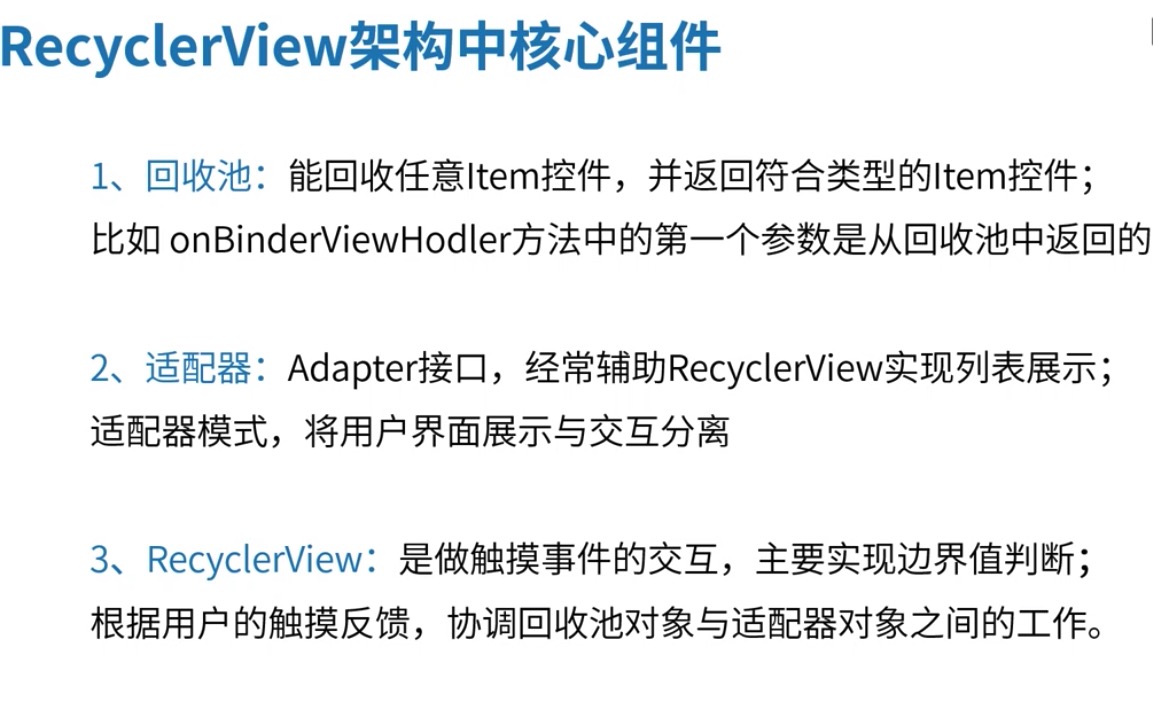 RecyclerView架构中核心组件
1、回收池：能回收任意Item控件，并返回符合类型的Item控件；
比如 onBinderViewHodler方法中的第一个参数是从回收池中返回的
2、适配器：Adapter接口，经常辅助RecyclerView实现列表展示；
适配器模式，将用户界面展示与交互分离
3、RecyclerView：是做触摸事件的交互，主要实现边界值判断；
根据用户的触摸反馈，协调回收池对象与适配器对象之间的工作。